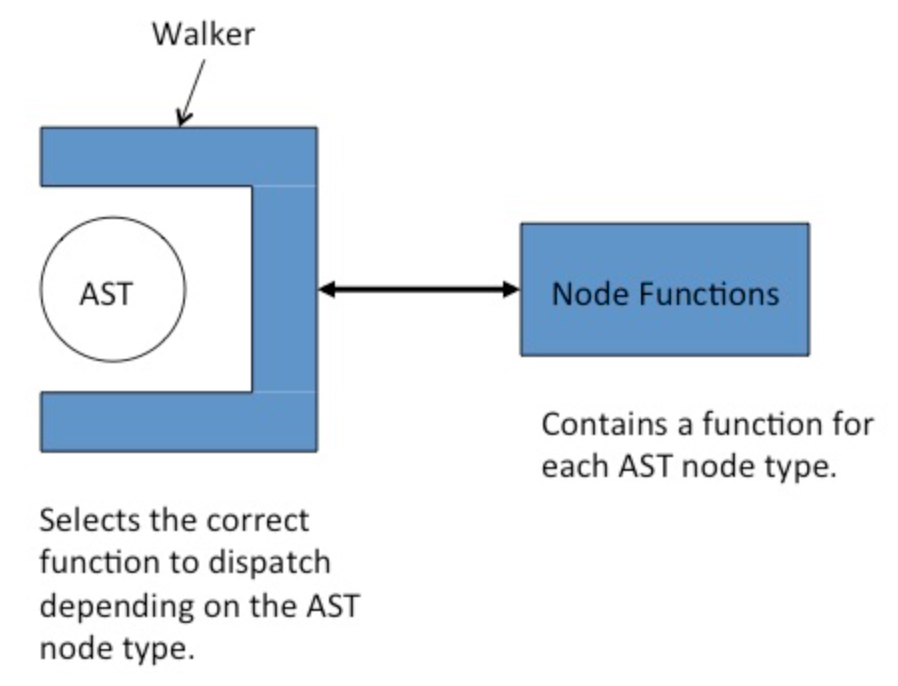 Walker
AST
Node Functions
Contains a function for
each AST node type.
Selects the correct
function to dispatch
depending on the AST
node type.